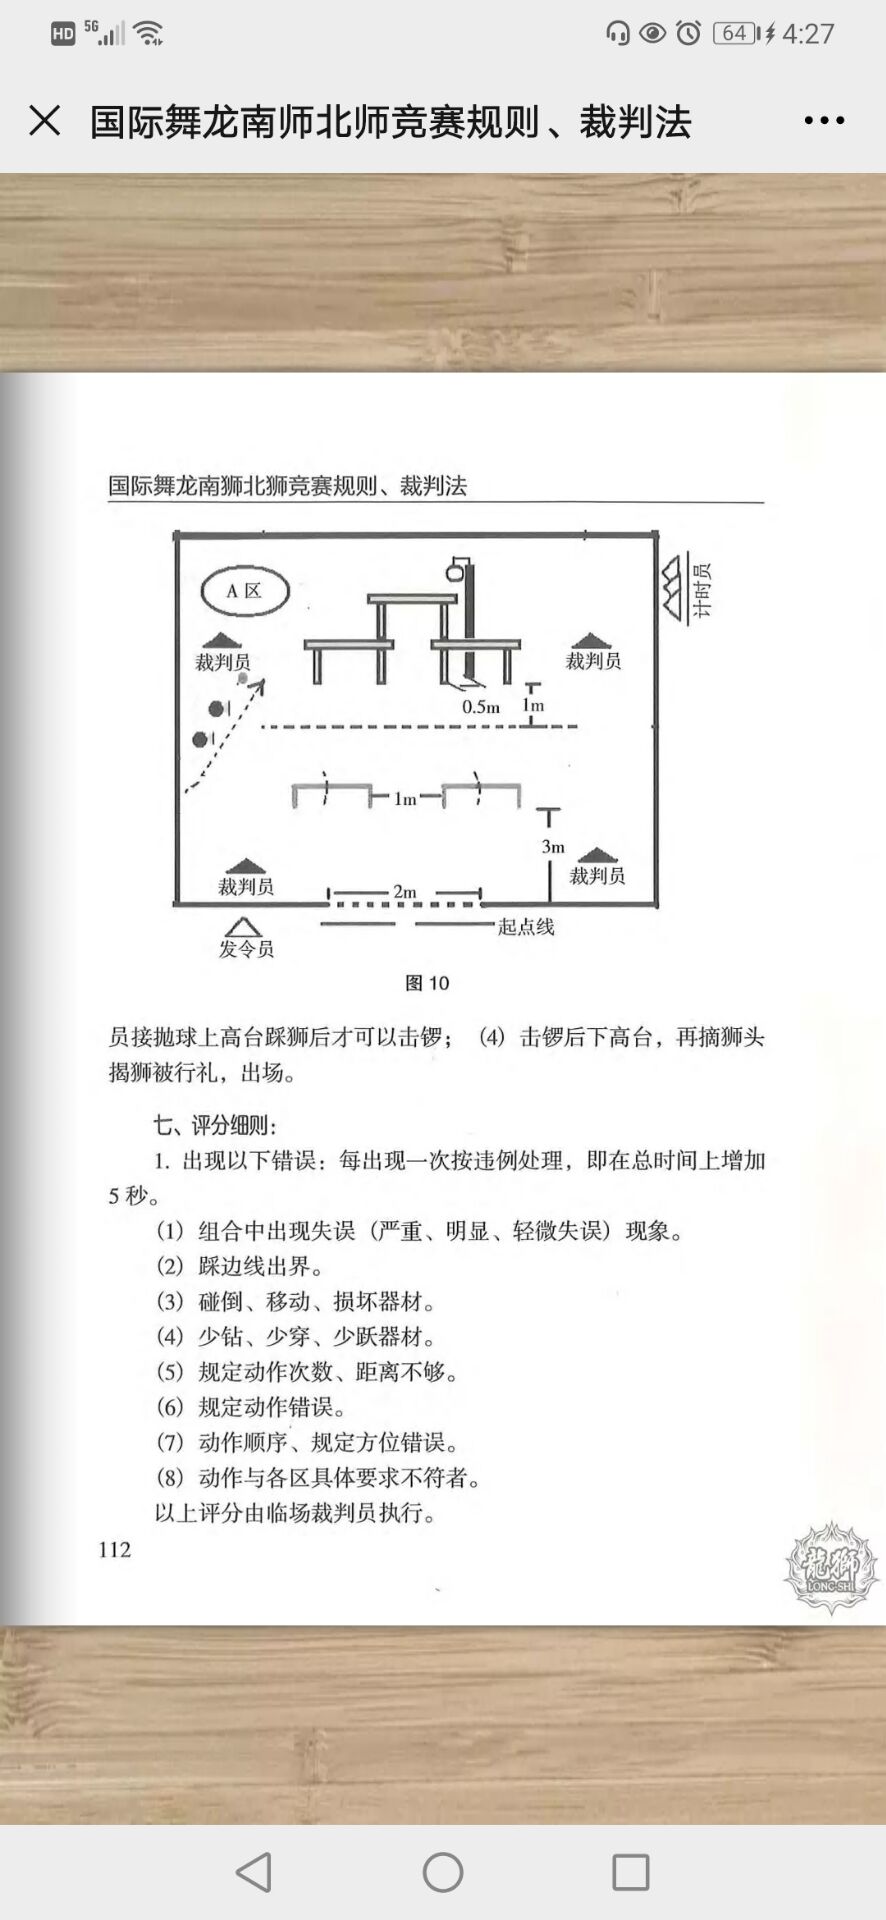 HD 5G 64 4:27
国际舞龙南师北师竞赛规则、裁判法
国际舞龙南狮北狮竞赛规则、裁判法
A 区
计时员
裁判员
裁判员
0.5m 1m
1m
3m
裁判员
裁判员
2m
起点线
发令员
图 10
员接抛球上高台踩狮后才可以击锣；（4）击锣后下高台，再摘狮头
揭狮被行礼，出场。
七、评分细则：
1. 出现以下错误：每出现一次按违例处理，即在总时间上增加
5 秒。
（1）组合中出现失误（严重、明显、轻微失误）现象。
（2）踩边线出界。
（3）碰倒、移动、损坏器材。
（4）少钻、少穿、少跃器材。
（5）规定动作次数、距离不够。
（6）规定动作错误。
（7）动作顺序、规定方位错误。
（8）动作与各区具体要求不符者。
以上评分由临场裁判员执行。
112
龍獅
LONG-SHI